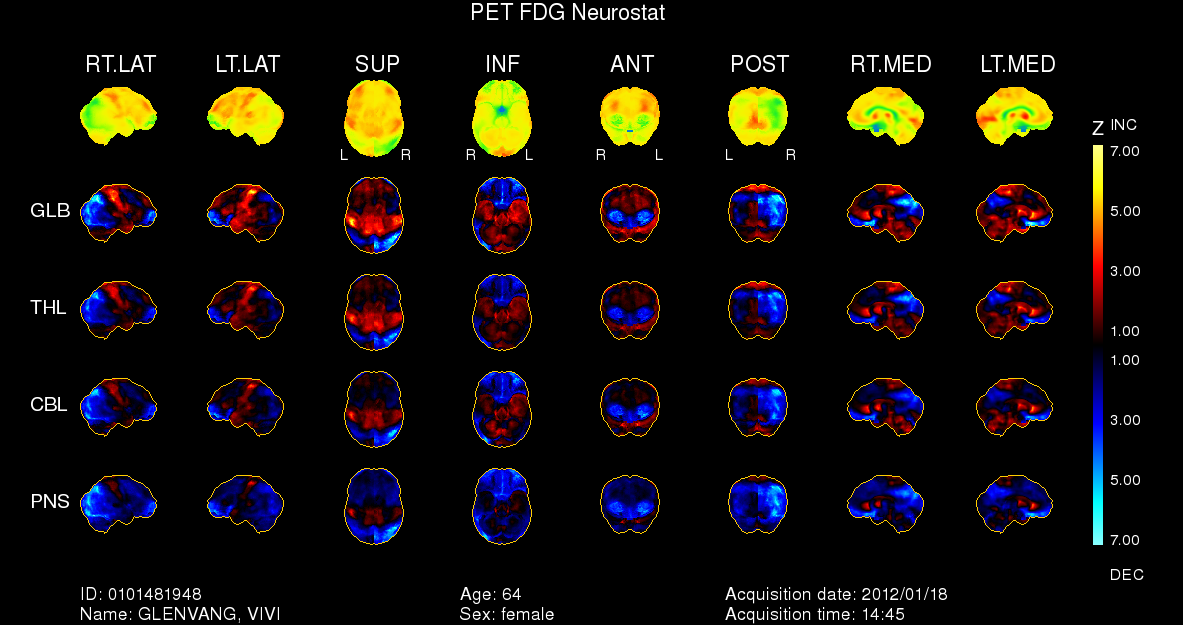 PET FDG Neurostat
RT.LAT LT.LAT SUP INF ANT POST RT.MED LT.MED
L R R L R L L R
Z INC
7.00
5.00
3.00
1.00
1.00
3.00
5.00
7.00
DEC
GLB
THL
CBL
PNS
ID: 0101481948 Age: 64 Acquisition date: 2012/01/18
Name: GLENVANG, VIVI Sex: female Acquisition time: 14:45